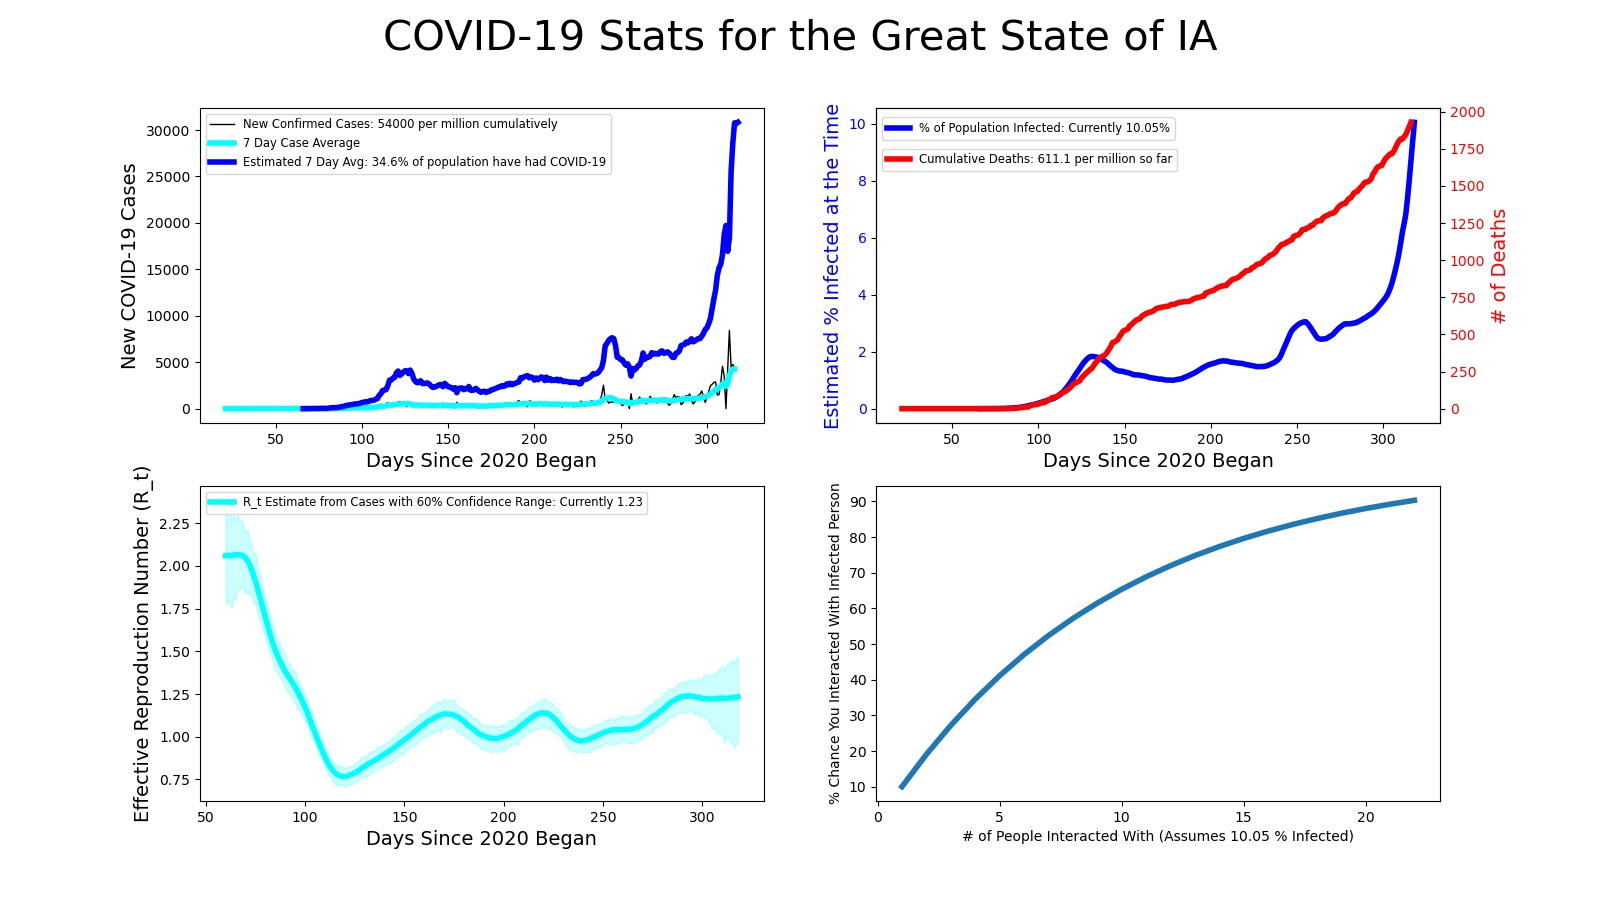 COVID-19 Stats for the Great State of IA
New COVID-19 Cases
30000
25000
20000
15000
10000
5000
0
New Confirmed Cases: 54000 per million cumulatively
7 Day Case Average
Estimated 7 Day Avg: 34.6% of population have had COVID-19
50 100 150 200 250 300
Days Since 2020 Began
Estimated % Infected at the Time
10
8
6
4
2
0
% of Population Infected: Currently 10.05%
Cumulative Deaths: 611.1 per million so far
2000
1750
1500
1250
1000
750
500
250
0
# of Deaths
50 100 150 200 250 300
Days Since 2020 Began
Effective Reproduction Number (R_t)
2.25
2.00
1.75
1.50
1.25
1.00
0.75
R_t Estimate from Cases with 60% Confidence Range: Currently 1.23
50 100 150 200 250 300
Days Since 2020 Began
% Chance You Interacted With Infected Person
90
80
70
60
50
40
30
20
10
0 5 10 15 20
# of People Interacted With (Assumes 10.05 % Infected)